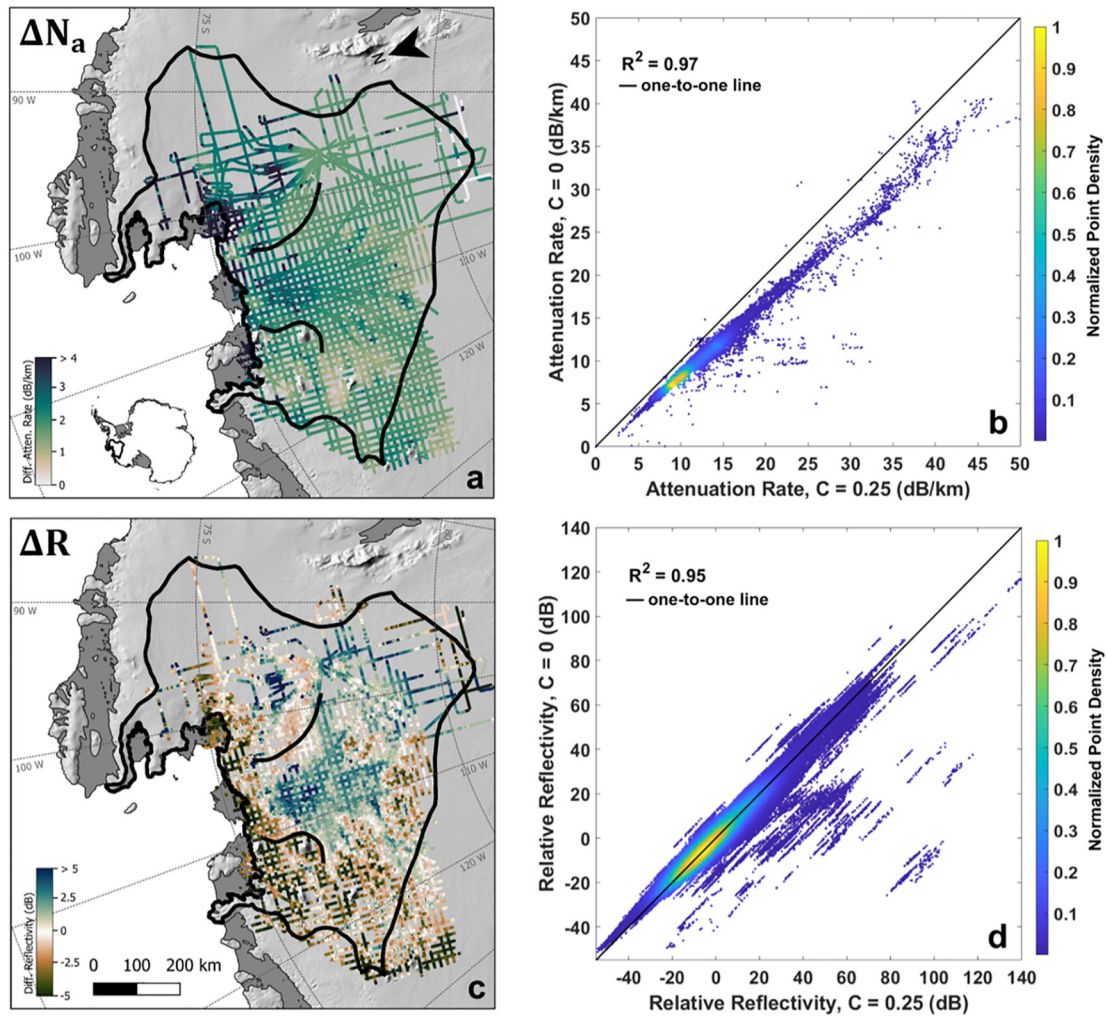 ΔNa
75 S
80 S
N
90 W
100 W
110 W
120 W
> 4
3
2
1
0
Diff. Atten. Rate (dB/km)
a
50
45
40
35
30
25
20
15
10
5
0
Attenuation Rate, C = 0 (dB/km)
R2 = 0.97
one-to-one line
b
0 5 10 15 20 25 30 35 40 45 50
Attenuation Rate, C = 0.25 (dB/km)
1
0.9
0.8
0.7
0.6
0.5
0.4
0.3
0.2
0.1
Normalized Point Density
ΔR
75 S
80 S
90 W
100 W
110 W
120 W
> 5
2.5
0
-2.5
-5
Diff. Reflectivity (dB)
0 100 200 km
c
140
120
100
80
60
40
20
0
-20
-40
Relative Reflectivity, C = 0 (dB)
R2 = 0.95
one-to-one line
d
-40 -20 0 20 40 60 80 100 120 140
Relative Reflectivity, C = 0.25 (dB)
1
0.9
0.8
0.7
0.6
0.5
0.4
0.3
0.2
0.1
Normalized Point Density